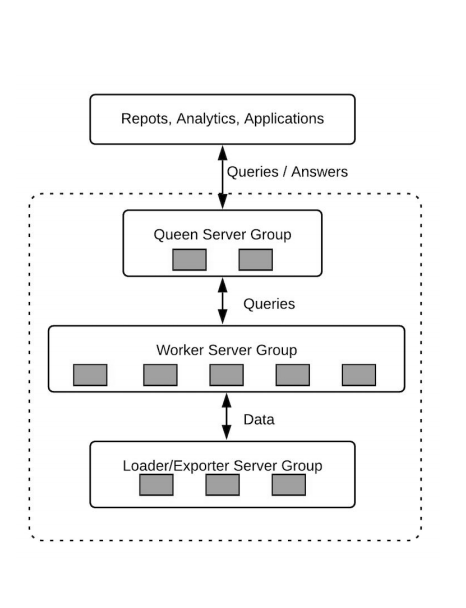 Repots, Analytics, Applications
Queries / Answers
Queen Server Group
Queries
Worker Server Group
Data
Loader/Exporter Server Group